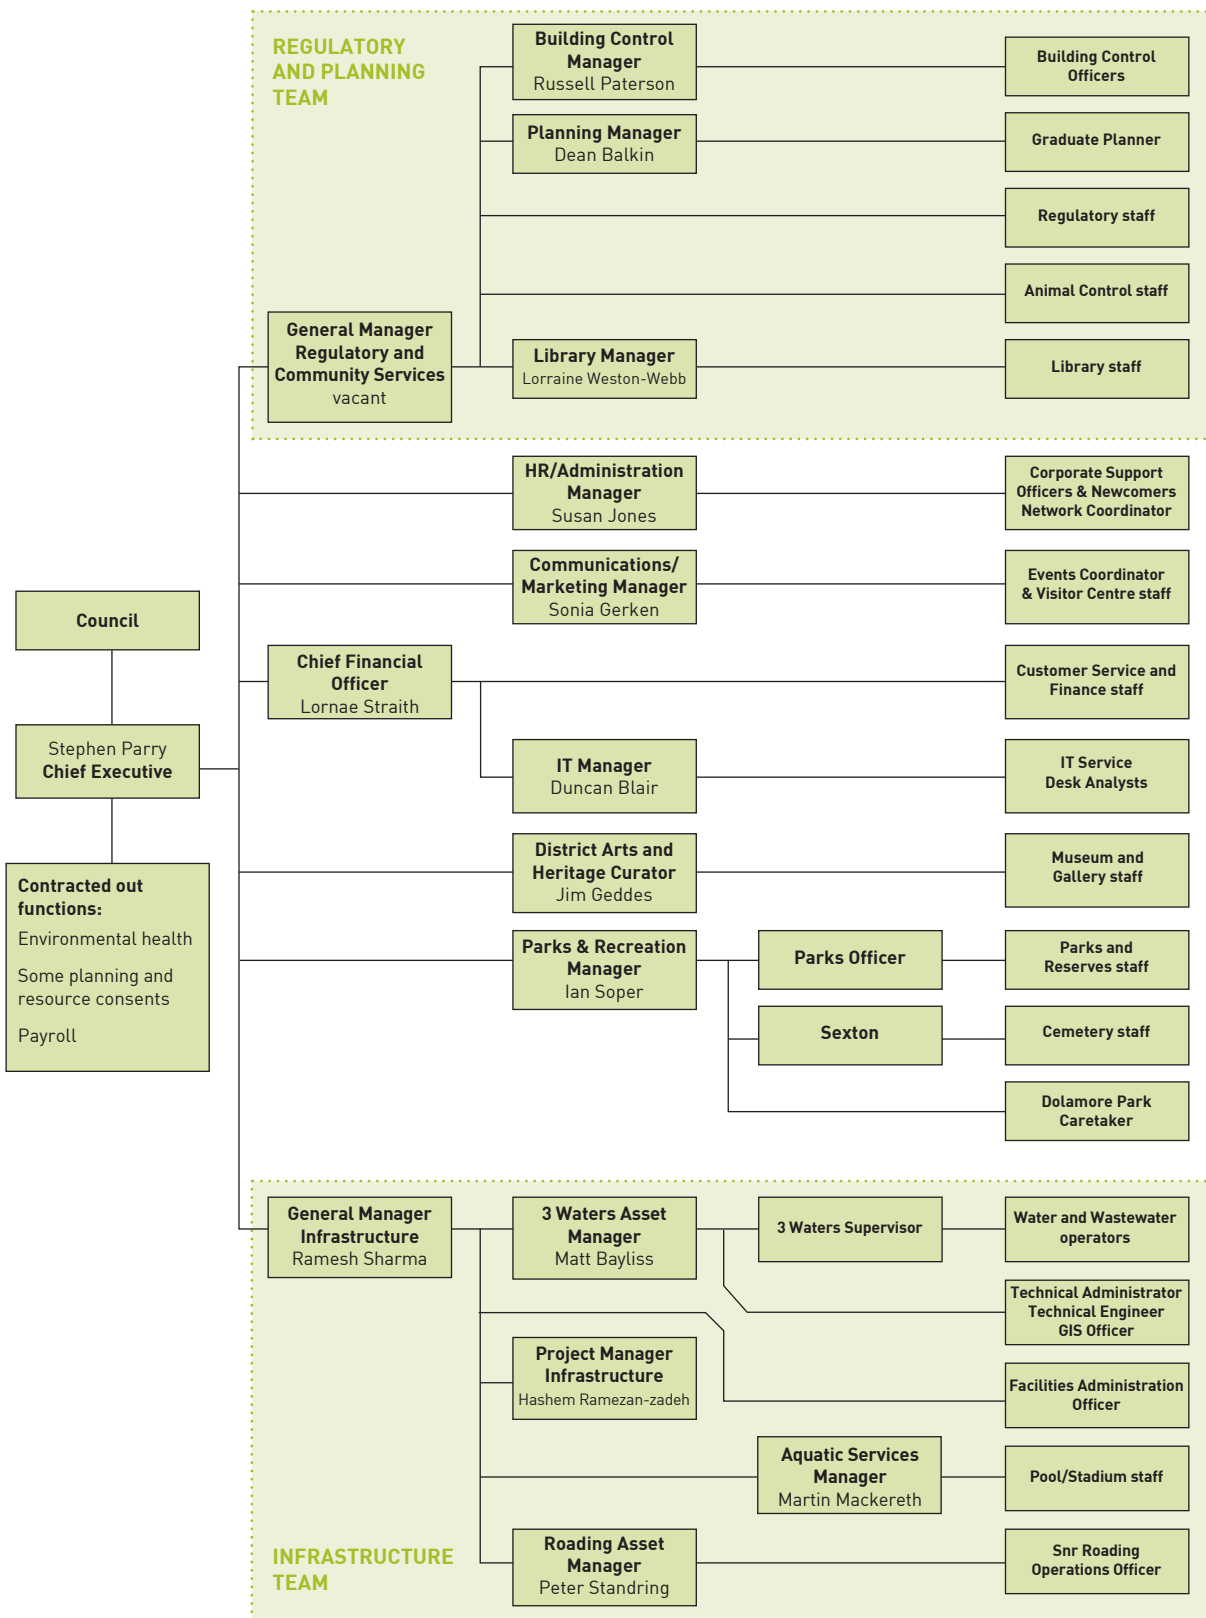 REGULATORY
AND PLANNING
TEAM
Building Control
Manager
Russell Paterson
Building Control
Officers
Planning Manager
Dean Balkin
Graduate Planner
Regulatory staff
Animal Control staff
General Manager
Regulatory and
Community Services
vacant
Library Manager
Lorraine Weston-Webb
Library staff
HR/Administration
Manager
Susan Jones
Corporate Support
Officers & Newcomers
Network Coordinator
Communications/
Marketing Manager
Sonia Gerken
Events Coordinator
& Visitor Centre staff
Council
Chief Financial
Officer
Lornae Straith
Customer Service and
Finance staff
Stephen Parry
Chief Executive
IT Manager
Duncan Blair
IT Service
Desk Analysts
District Arts and
Heritage Curator
Jim Geddes
Museum and
Gallery staff
Contracted out
functions:
Environmental health
Some planning and
resource consents
Payroll
Parks & Recreation
Manager
Ian Soper
Parks Officer
Parks and
Reserves staff
Sexton
Cemetery staff
Dolamore Park
Caretaker
General Manager
Infrastructure
Ramesh Sharma
3 Waters Asset
Manager
Matt Bayliss
3 Waters Supervisor
Water and Wastewater
operators
Technical Administrator
Technical Engineer
GIS Officer
Project Manager
Infrastructure
Hashem Ramezan-zadeh
Facilities Administration
Officer
Aquatic Services
Manager
Martin Mackereth
Pool/Stadium staff
INFRASTRUCTURE
TEAM
Roading Asset
Manager
Peter Standring
Snr Roading
Operations Officer